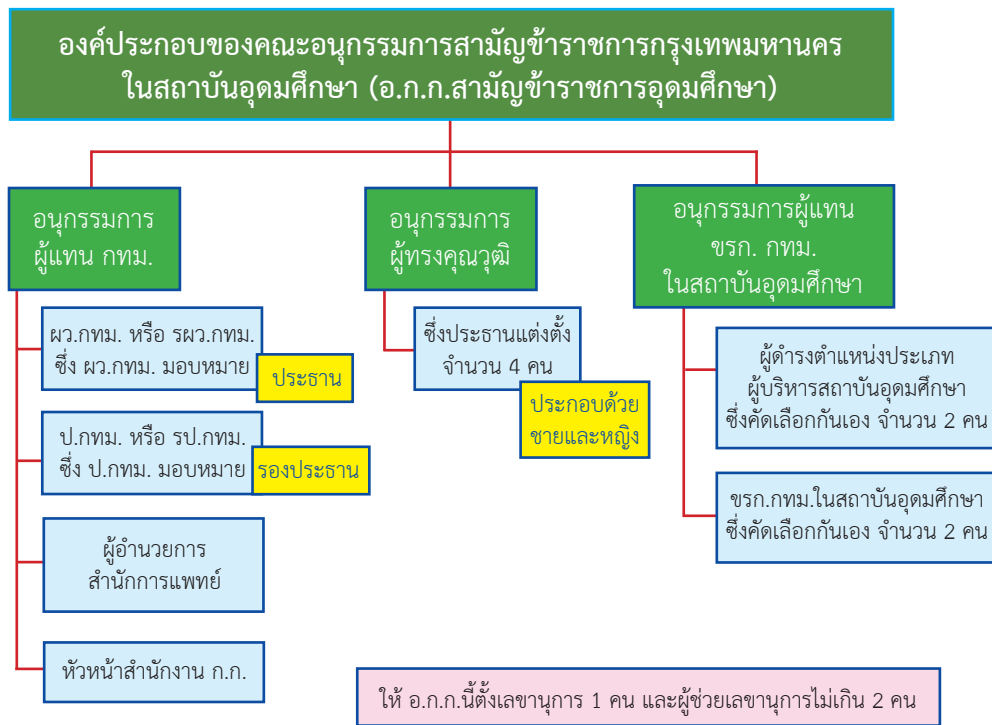 องค์ประกอบของคณะอนุกรรมการสามัญข้าราชการกรุงเทพมหานคร
ในสถาบันอุดมศึกษา (อ.ก.ก.สามัญข้าราชการอุดมศึกษา)
อนุกรรมการ
ผู้แทน กทม.
ผว.กทม. หรือ รผว.กทม.
ซึ่ง ผว.กทม. มอบหมาย
ประธาน
ป.กทม. หรือ รป.กทม.
ซึ่ง ป.กทม. มอบหมาย
รองประธาน
ผู้อำนวยการ
สำนักการแพทย์
หัวหน้าสำนักงาน ก.ก.
อนุกรรมการ
ผู้ทรงคุณวุฒิ
ซึ่งประธานแต่งตั้ง
จำนวน 4 คน
ประกอบด้วย
ชายและหญิง
อนุกรรมการผู้แทน
ขรก. กทม.
ในสถาบันอุดมศึกษา
ผู้ดำรงตำแหน่งประเภท
ผู้บริหารสถาบันอุดมศึกษา
ซึ่งคัดเลือกกันเอง จำนวน 2 คน
ขรก.กทม.ในสถาบันอุดมศึกษา
ซึ่งคัดเลือกกันเอง จำนวน 2 คน
ให้ อ.ก.ก.นี้ตั้งเลขานุการ 1 คน และผู้ช่วยเลขานุการไม่เกิน 2 คน